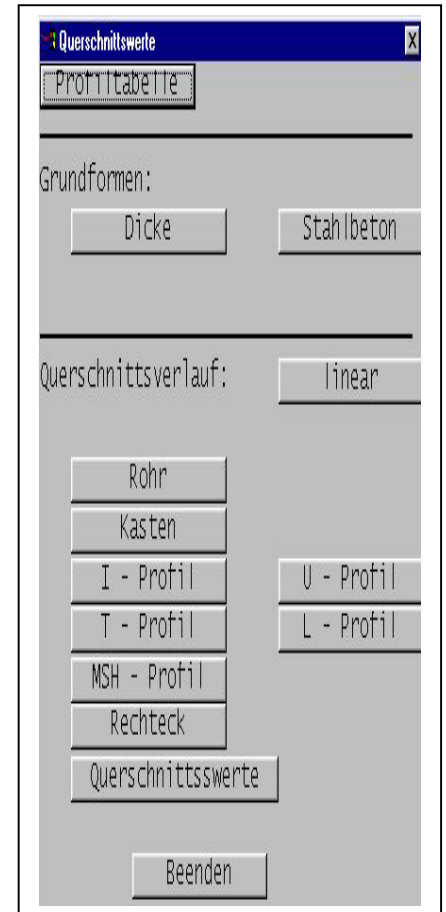 Querschnittswerte
Profiltabelle
Grundformen:
Dicke Stahlbeton
Querschnittsverlauf: linear
Rohr
Kasten
I - Profil U - Profil
T - Profil L - Profil
MSH - Profil
Rechteck
Querschnittsswerte
Beenden